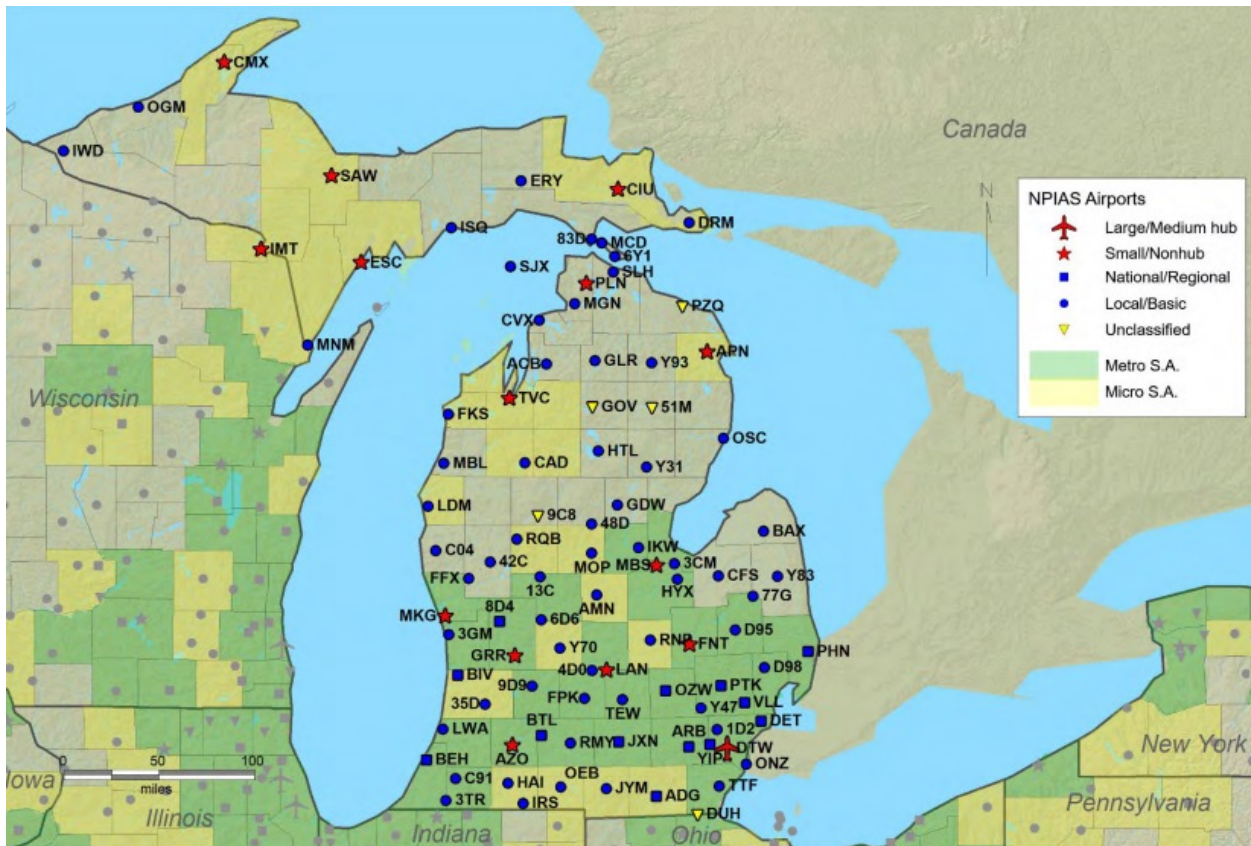 CMX
OGM
Canada
IWD
SAW
ERY
CIU
N
NPIAS Airports
DRM
Large/Medium hub
ISQ
83D
MCD
IMT
6Y1
Small/Nonhub
ESC
SJX
SLH
PLN
National/Regional
MGN
PZQ
Local/Basic
CVX
Unclassified
MNM
APN
ACB
GLR
Y93
Metro S.A.
Micro S.A.
Wisconsin
TVC
GOV
51M
FKS
OSC
HTL
MBL
CAD
Y31
LDM
9C8
GDW
48D
BAX
RQB
C04
42C
MOP
IKW
MBS
3CM
FFX
13C
HYX
CFS
Y83
AMN
77G
MKG
8D4
6D6
3GM
D95
RNP
FNT
GRR
Y70
PHN
BIV
4D0
LAN
D98
9D9
OZW
PTK
35D
FPK
TEW
Y47
VLL
LWA
BTL
DET
ARB
1D2
AZO
RMY
JXN
YIP
DTW
New York
BEH
ONZ
0 50 100
miles
Iowa
C91
HAI
OEB
JYM
TTF
3TR
IRS
ADG
Pennsylvania
Illinois
DUH
Indiana
Ohio